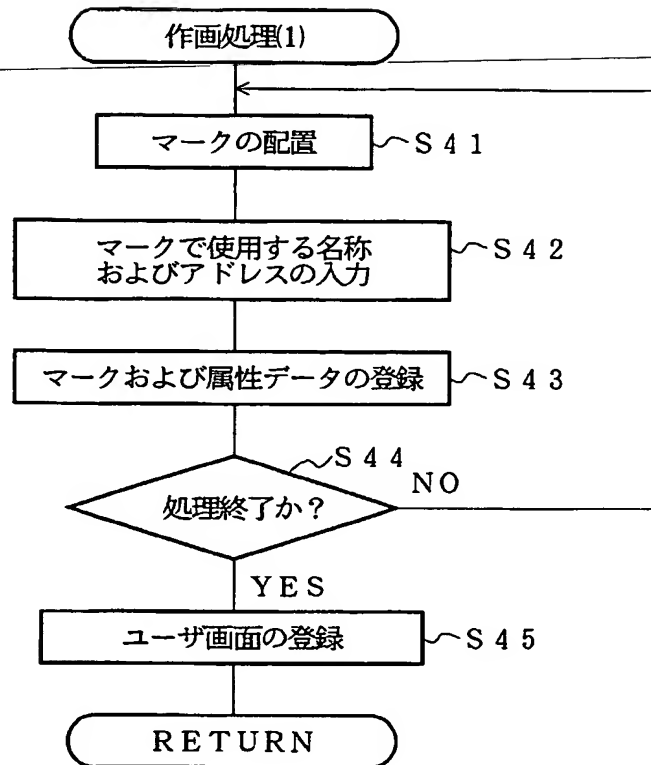 作画処理(1)
マークの配置
S41
マークで使用する名称
およびアドレスの入力
S42
マークおよび属性データの登録
S43
S44
処理終了か？
NO
YES
ユーザ画面の登録
S45
RETURN